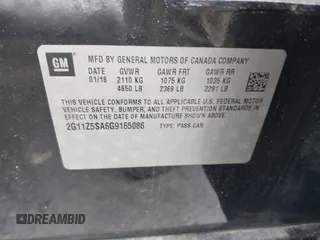 GM
MFD BY GENERAL MOTORS OF CANADA COMPANY
DATE GVWR GAWR FRT GAWR RR
01/16 2110 KG 1075 KG 1035 KG
4650 LB 2369 LB 2281 LB
THIS VEHICLE CONFORMS TO ALL APPLICABLE U.S. FEDERAL MOTOR
VEHICLE SAFETY, BUMPER, AND THEFT PREVENTION STANDARDS IN
EFFECT ON THE DATE OF MANUFACTURE SHOWN ABOVE.
2G11Z5SA6G9165086 TYPE: PASS CAR
DREAMBID